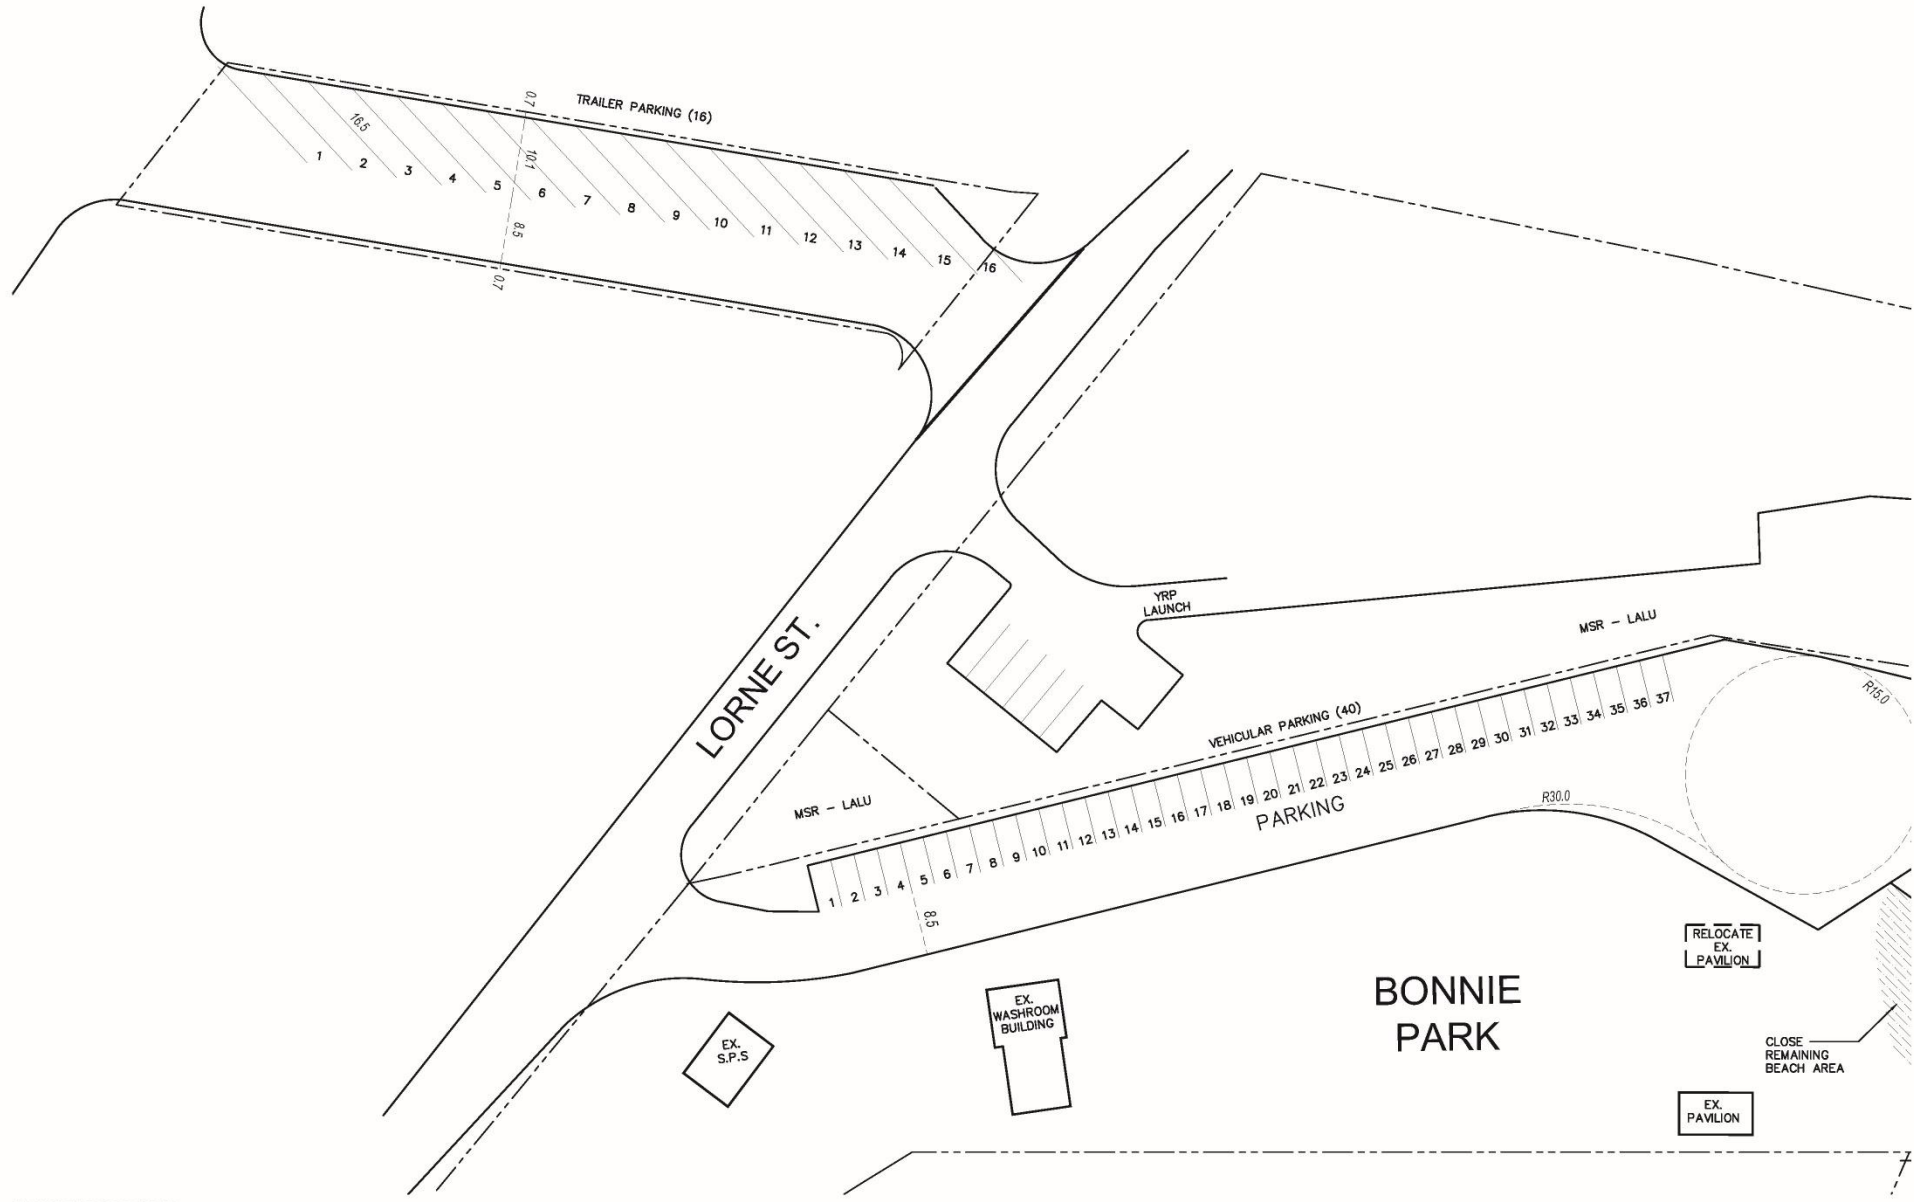 TRAILER PARKING (16)
0.7
16.5
10.1
1
2
3
4
5
6
7
8
9
10
11
12
13
14
15
16
8.5
0.7
LORNE ST.
YRP
LAUNCH
MSR - LALU
R15.0
VEHICULAR PARKING (40)
MSR - LALU
1
2
3
4
5
6
7
8
9
10
11
12
13
14
15
16
17
18
19
20
21
22
23
24
25
26
27
28
29
30
31
32
33
34
35
36
37
PARKING
R30.0
8.5
RELOCATE
EX.
PAVILION
BONNIE
PARK
EX.
WASHROOM
BUILDING
EX.
S.P.S
CLOSE
REMAINING
BEACH AREA
EX.
PAVILION